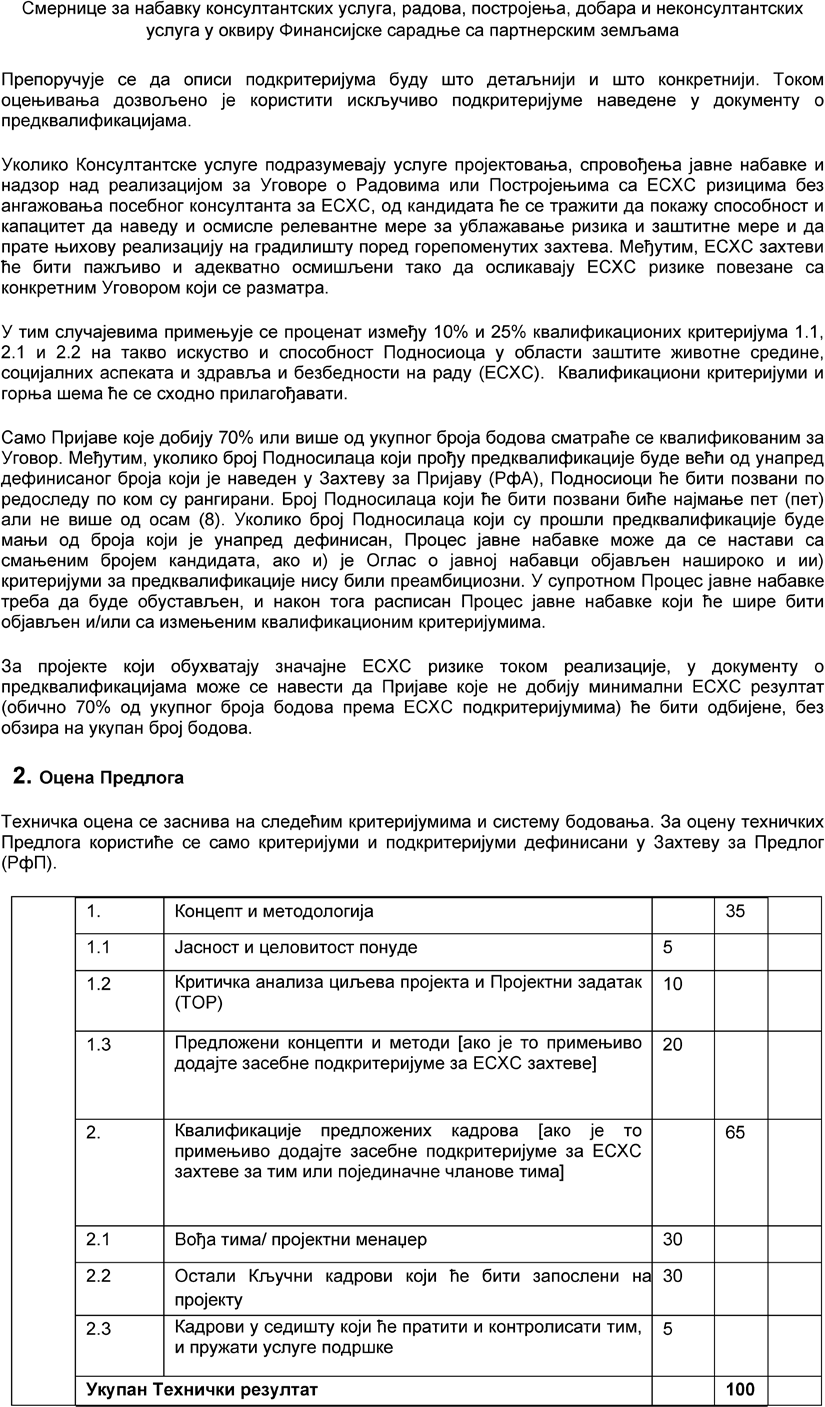 Смернице за набавку консултантских услуга, радова, постројења, добара и неконсултантских
услуга у оквиру Финансијске сарадње са партнерским земљама
Препоручује се да описи подкритеријума буду што детаљнији и што конкретнији. Током
оцењивања дозвољено је користити искључиво подкритеријуме наведене у документу о
предквалификацијама.
Уколико Консултантске услуге подразумевају услуге пројектовања, спровођења јавне набавке и
надзор над реализацијом за Уговоре о Радовима или Постројењима са ЕСХС ризицима без
ангажовања посебног консултанта за ЕСХС, од кандидата ће се тражити да покажу способност и
капацитет да наведу и осмисле релевантне мере за ублажавање ризика и заштитне мере и да
прате њихову реализацију на градилишту поред горепоменутих захтева. Међутим, ЕСХС захтеви
ће бити пажљиво и адекватно осмишљени тако да осликавају ЕСХС ризике повезане са
конкретним Уговором који се разматра.
У тим случајевима примењује се проценат између 10% и 25% квалификационих критеријума 1.1,
2.1 и 2.2 на такво искуство и способност Подносиоца у области заштите животне средине,
социјалних аспеката и здравља и безбедности на раду (ЕСХС). Квалификациони критеријуми и
горња шема ће се сходно прилагођавати.
Само Пријаве које добију 70% или више од укупног броја бодова сматраће се квалификованим за
Уговор. Међутим, уколико број Подносилаца који прођу предквалификације буде већи од унапред
дефинисаног броја који је наведен у Захтеву за Пријаву (РфА), Подносиоци ће бити позвани по
редоследу по ком су рангирани. Број Подносилаца који ће бити позвани биће најмање пет (пет)
али не више од осам (8). Уколико број Подносилаца који су прошли предквалификације буде
мањи од броја који је унапред дефинисан, Процес јавне набавке може да се настави са
смањеним бројем кандидата, ако и) је Оглас о јавној набавци објављен нашироко и ии)
критеријуми за предквалификације нису били преамбициозни. У супротном Процес јавне набавке
треба да буде обустављен, и након тога расписан Процес јавне набавке који ће шире бити
објављен и/или са измењеним квалификационим критеријумима.
За пројекте који обухватају значајне ЕСХС ризике током реализације, у документу о
предквалификацијама може се навести да Пријаве које не добију минимални ЕСХС резултат
(обично 70% од укупног броја бодова према ЕСХС подкритеријумима) ће бити одбијене, без
обзира на укупан број бодова.
2. Оцена Предлога
Техничка оцена се заснива на следећим критеријумима и систему бодовања. За оцену техничких
Предлога користиће се само критеријуми и подкритеријуми дефинисани у Захтеву за Предлог
(РфП).
1. Концепт и методологија 35
1.1 Јасност и целовитост понуде 5
1.2 Критичка анализа циљева пројекта и Пројектни задатак 10
(ТОР)
1.3 Предложени концепти и методи [ако је то примењиво 20
додајте засебне подкритеријуме за ЕСХС захтеве]
2. Квалификације предложених кадрова [ако је то 65
примењиво додајте засебне подкритеријуме за ЕСХС
захтеве за тим или појединачне чланове тима]
2.1 Вођа тима/ пројектни менаџер 30
2.2 Остали Кључни кадрови који ће бити запослени на 30
пројекту
2.3 Кадрови у седишту који ће пратити и контролисати тим, 5
и пружати услуге подршке
Укупан Технички резултат 100